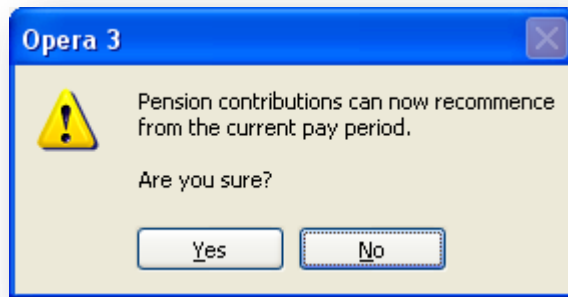 Opera 3
Pension contributions can now recommence
from the current pay period.
Are you sure?
Yes
No